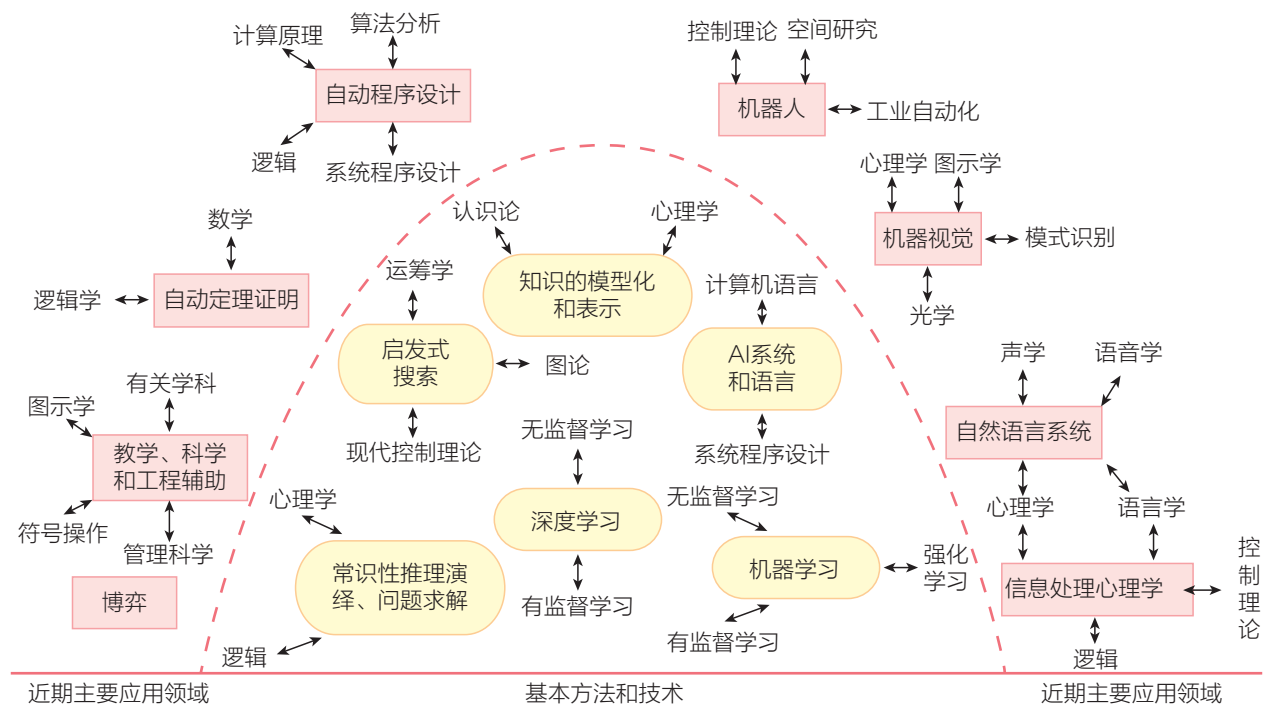 计算原理
算法分析
自动程序设计
逻辑
系统程序设计
控制理论
空间研究
机器人
工业自动化
心理学
图示学
机器视觉
模式识别
光学
数学
逻辑学
自动定理证明
认识论
心理学
知识的模型化
和表示
运筹学
启发式
搜索
图论
现代控制理论
计算机语言
AI系统
和语言
系统程序设计
声学
语音学
自然语言系统
心理学
语言学
信息处理心理学
控制理论
逻辑
有关学科
图示学
教学、科学
和工程辅助
符号操作
管理科学
博弈
无监督学习
深度学习
有监督学习
心理学
常识性推理演
绎、问题求解
逻辑
无监督学习
机器学习
强化
学习
有监督学习
近期主要应用领域
基本方法和技术
近期主要应用领域